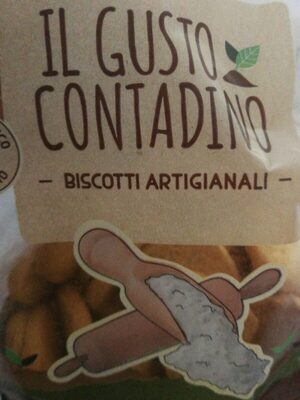 IL GUSTO
CONTADINO
- BISCOTTI ARTIGIANALI -